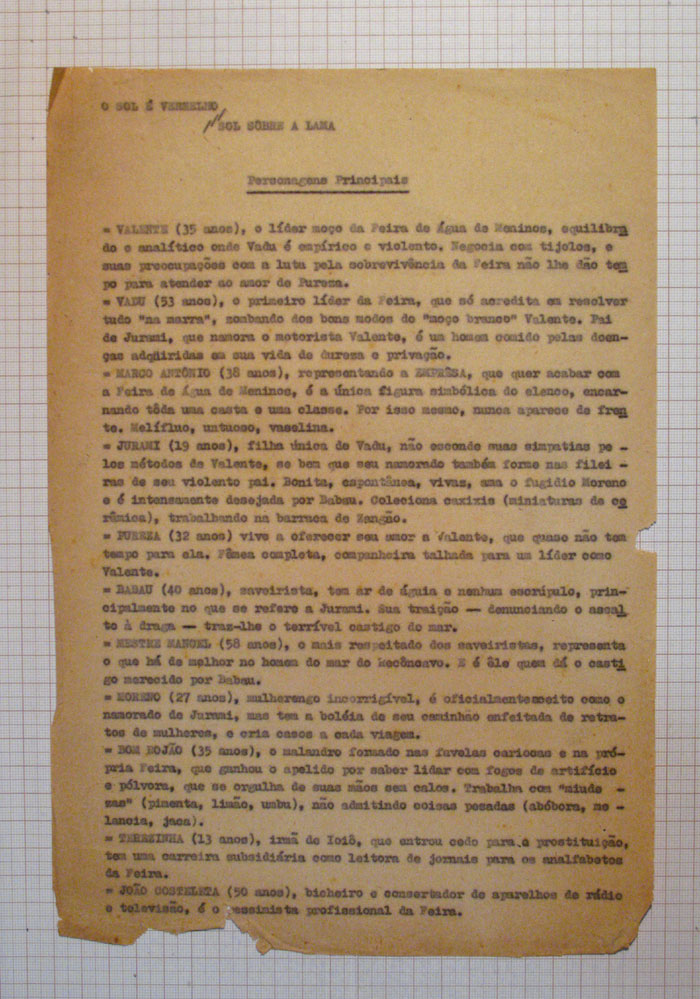 O SOL É VERMELHO
SOL SÔBRE A LAMA
Personagens Principais
= VALENTE (35 anos), o líder moço da Feira de Água de Meninos, equilibra
do e analítico onde Vadu é empírico e violento. Negocia com tijolos, e
suas preocupações com a luta pela sobrevivência da Feira não lhe dão tem
po para atender ao amor de Pureza.
= VADU (53 anos), o primeiro líder da Feira, que só acredita em resolver
tudo "na marra", zombando dos bons modos do "moço branco" Valente. Pai
de Jurami, que namora o motorista Valente, é um homem comido pelas doen-
ças adqüiridas em sua vida de dureza e privação.
= MARCO ANTÔNIO (38 anos), representando a EMPRÊSA, que quer acabar com
a Feira de Água de Meninos, é a única figura simbólica do elenco, encar-
nando tôda uma casta e uma classe. Por isso mesmo, nunca aparece de fren
te. Melífluo, untuoso, vaselina.
= JURAMI (19 anos), filha única de Vadu, não esconde suas simpatias pe -
los métodos de Valente, se bem que seu namorado também forme nas filei -
ras de seu violento pai. Bonita, espontânea, vivaz, ama o fugidio Moreno
e é intensamente desejada por Babau. Coleciona caxixis (miniaturas de ce
râmica), trabalhando na barraca de Zangão.
= PUREZA (32 anos) vive a oferecer seu amor a Valente, que quase não tem
tempo para ela. Fêmea completa, companheira talhada para um líder como
Valente.
= BABAU (40 anos), saveirista, tem ar de águia e nenhum escrúpulo, prin-
cipalmente no que se refere a Jurami. Sua traição — denunciando o assal
to à draga — traz-lhe o terrível castigo do mar.
= MESTRE MANOEL (58 anos), o mais respeitado dos saveiristas, representa
o que há de melhor no homem do mar do Recôncavo. E é êle quem dá o casti
go merecido por Babau.
= MORENO (27 anos), mulherengo incorrigível, é oficialmente aceito como o
namorado de Jurami, mas tem a boléia de seu caminhão enfeitada de retra-
tos de mulheres, e cria casos a cada viagem.
= BOM BOJÃO (35 anos), o malandro formado nas favelas cariocas e na pró-
pria Feira, que ganhou o apelido por saber lidar com fogos de artifício
e pólvora, que se orgulha de suas mãos sem calos. Trabalha com "miude -
zas" (pimenta, limão, umbu), não admitindo coisas pesadas (abóbora, me -
lancia, jaca).
= TEREZINHA (13 anos), irmã de Ioiô, que entrou cedo para a prostituição,
tem uma carreira subsidiária como leitora de jornais para os analfabetos
da Feira.
= JOÃO COSTELETA (50 anos), bicheiro e consertador de aparelhos de rádio
e televisão, é o pessimista profissional da Feira.